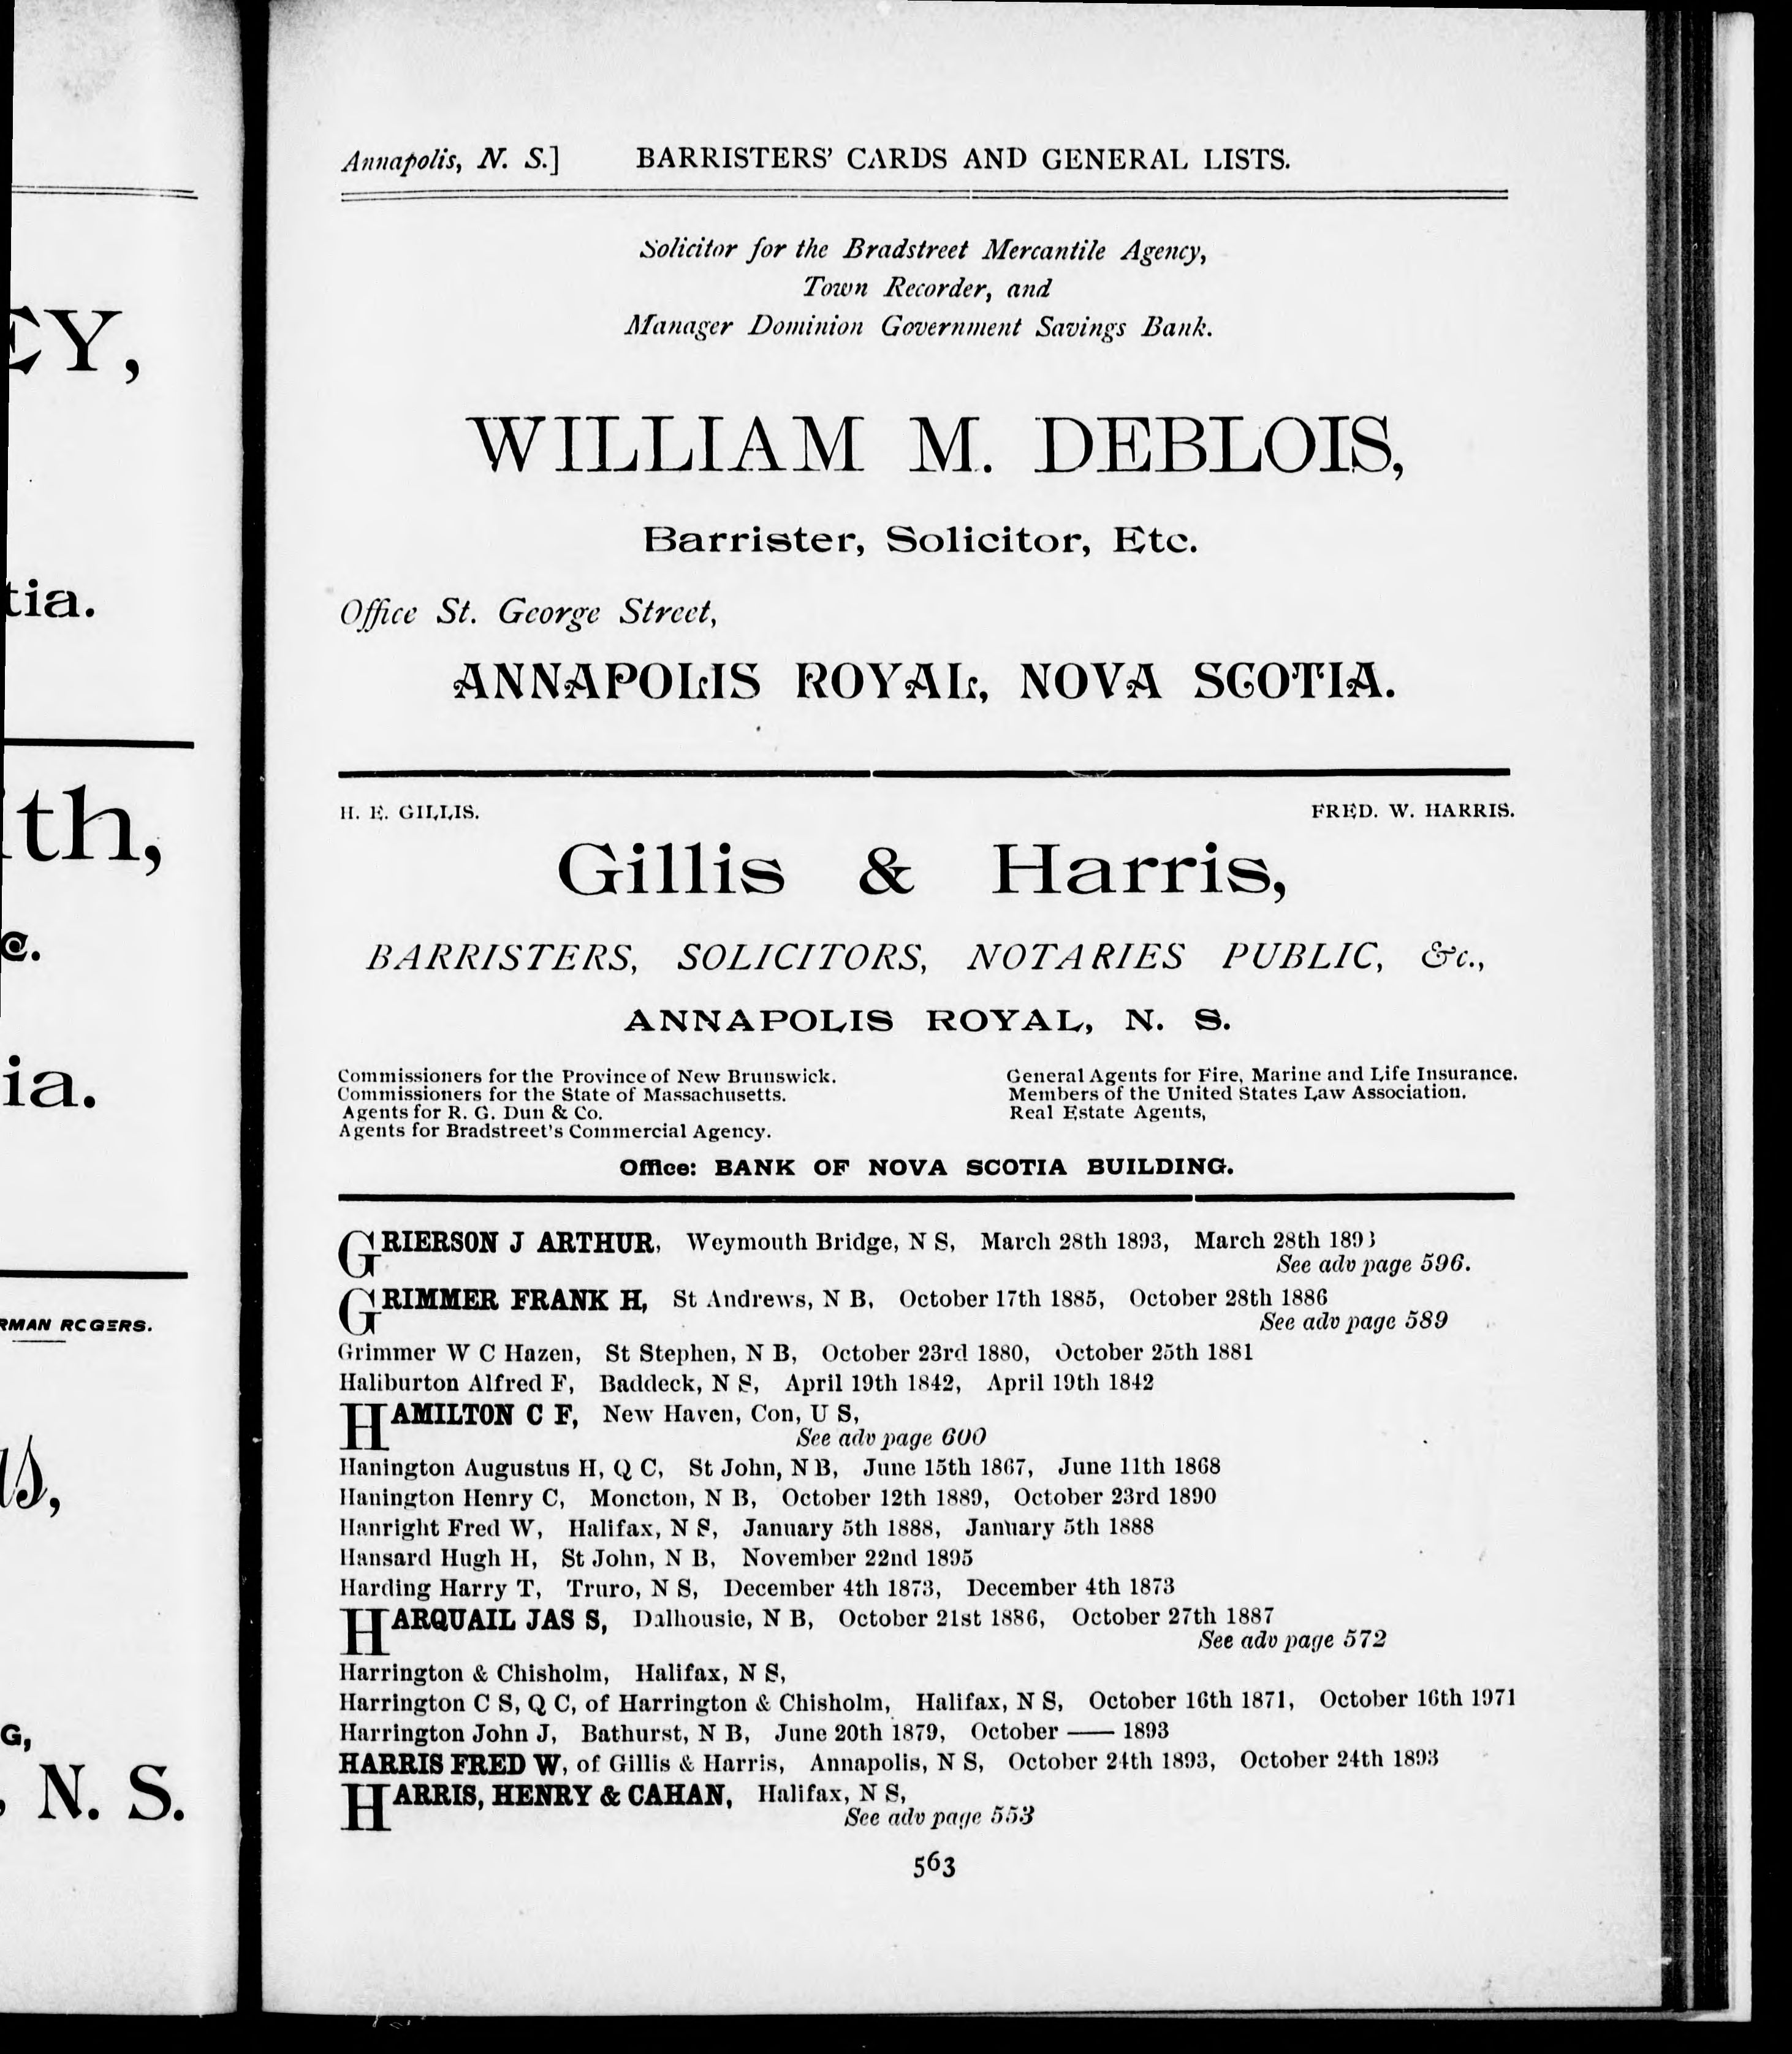 EY,
tia.
th,
c.
ia.
RMAN ROGERS.
s,
G,
, N. S.
Annapolis, N. S.] BARRISTERS' CARDS AND GENERAL LISTS.
Solicitor for the Bradstreet Mercantile Agency,
Town Recorder, and
Manager Dominion Government Savings Bank.
WILLIAM M. DEBLOIS,
Barrister, Solicitor, Etc.
Office St. George Street,
ANNAPOLIS ROYAL, NOVA SCOTIA.
H. E. GILLIS. FRED. W. HARRIS.
Gillis & Harris,
BARRISTERS, SOLICITORS, NOTARIES PUBLIC, &c.,
ANNAPOLIS ROYAL, N. S.
Commissioners for the Province of New Brunswick. General Agents for Fire, Marine and Life Insurance.
Commissioners for the State of Massachusetts. Members of the United States Law Association.
Agents for R. G. Dun & Co. Real Estate Agents,
Agents for Bradstreet's Commercial Agency.
Office: BANK OF NOVA SCOTIA BUILDING.
GRIERSON J ARTHUR, Weymouth Bridge, N S, March 28th 1893, March 28th 1893
See adv page 596.
GRIMMER FRANK H, St Andrews, N B, October 17th 1885, October 28th 1886
See adv page 589
Grimmer W C Hazen, St Stephen, N B, October 23rd 1880, October 25th 1881
Haliburton Alfred F, Baddeck, N S, April 19th 1842, April 19th 1842
HAMILTON C F, New Haven, Con, U S,
See adv page 600
Hanington Augustus H, Q C, St John, N B, June 15th 1867, June 11th 1868
Hanington Henry C, Moncton, N B, October 12th 1889, October 23rd 1890
Hanright Fred W, Halifax, N S, January 5th 1888, January 5th 1888
Hansard Hugh H, St John, N B, November 22nd 1895
Harding Harry T, Truro, N S, December 4th 1873, December 4th 1873
HARQUAIL JAS S, Dalhousie, N B, October 21st 1886, October 27th 1887
See adv page 572
Harrington & Chisholm, Halifax, N S,
Harrington C S, Q C, of Harrington & Chisholm, Halifax, N S, October 16th 1871, October 16th 1971
Harrington John J, Bathurst, N B, June 20th 1879, October —— 1893
HARRIS FRED W, of Gillis & Harris, Annapolis, N S, October 24th 1893, October 24th 1893
HARRIS, HENRY & CAHAN, Halifax, N S,
See adv page 553
563